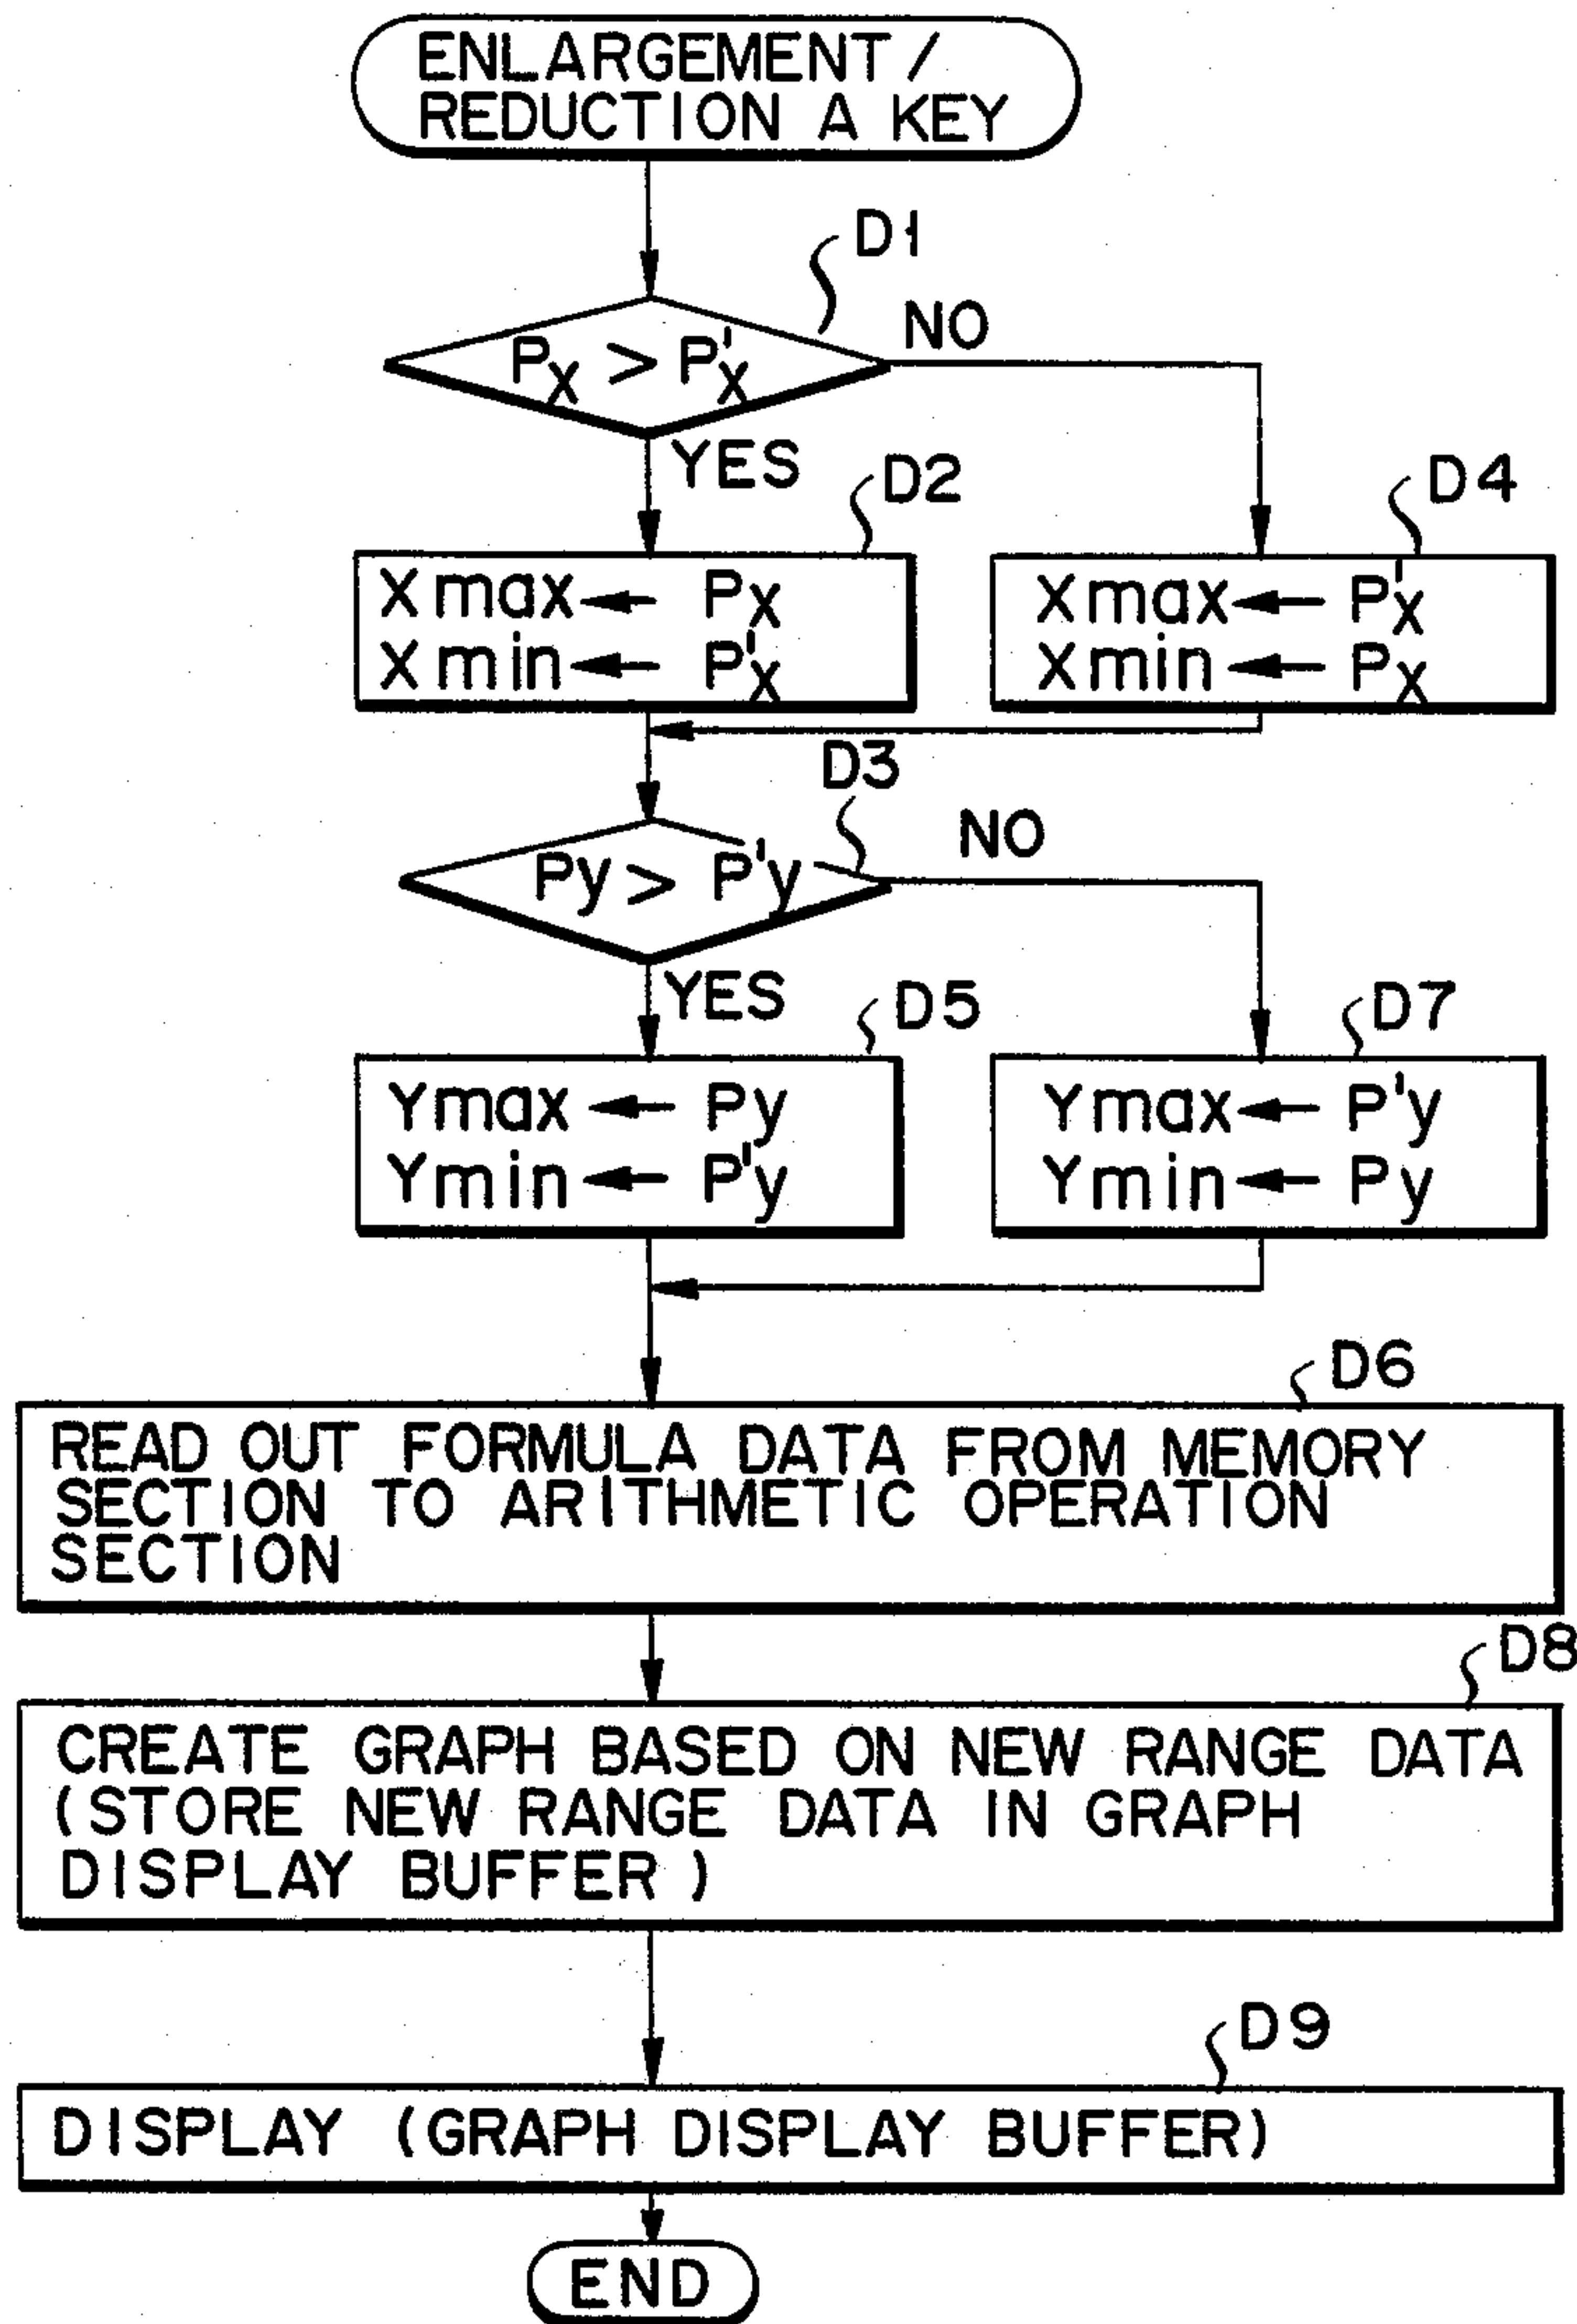 ENLARGEMENT /
REDUCTION A KEY
D1
Px > P'x
NO
YES
D2
D4
Xmax ← Px
Xmin ← P'x
Xmax ← P'x
Xmin ← Px
D3
Py > P'y
NO
YES
D5
D7
Ymax ← Py
Ymin ← P'y
Ymax ← P'y
Ymin ← Py
D6
READ OUT FORMULA DATA FROM MEMORY
SECTION TO ARITHMETIC OPERATION
SECTION
D8
CREATE GRAPH BASED ON NEW RANGE DATA
(STORE NEW RANGE DATA IN GRAPH
DISPLAY BUFFER)
D9
DISPLAY (GRAPH DISPLAY BUFFER)
END